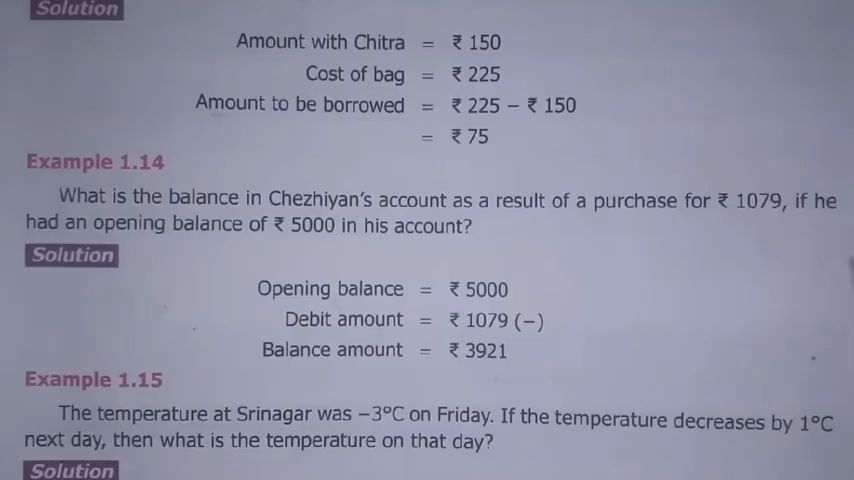 Solution
Amount with Chitra = ₹ 150
Cost of bag = ₹ 225
Amount to be borrowed = ₹ 225 − ₹ 150
= ₹ 75
Example 1.14
What is the balance in Chezhiyan's account as a result of a purchase for ₹ 1079, if he
had an opening balance of ₹ 5000 in his account?
Solution
Opening balance = ₹ 5000
Debit amount = ₹ 1079 (−)
Balance amount = ₹ 3921
Example 1.15
The temperature at Srinagar was −3°C on Friday. If the temperature decreases by 1°C
next day, then what is the temperature on that day?
Solution